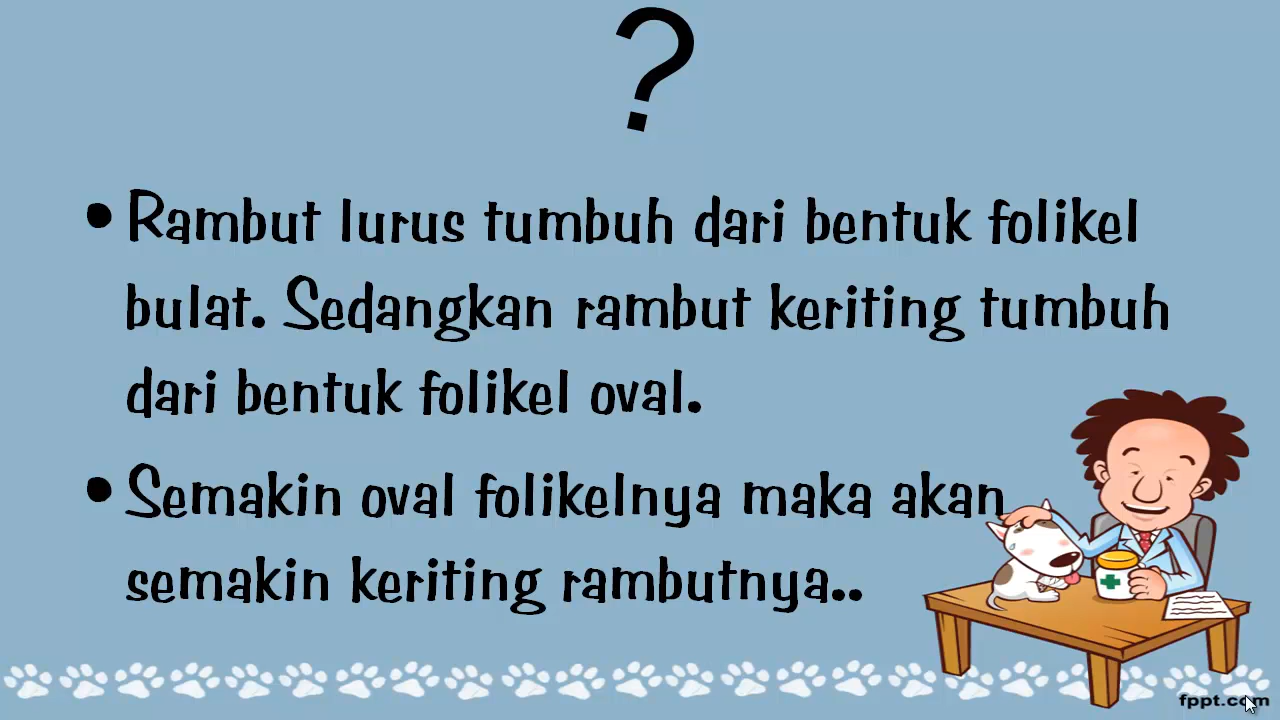 ?
• Rambut lurus tumbuh dari bentuk folikel
bulat. Sedangkan rambut keriting tumbuh
dari bentuk folikel oval.
• Semakin oval folikelnya maka akan
semakin keriting rambutnya..
fppt.com